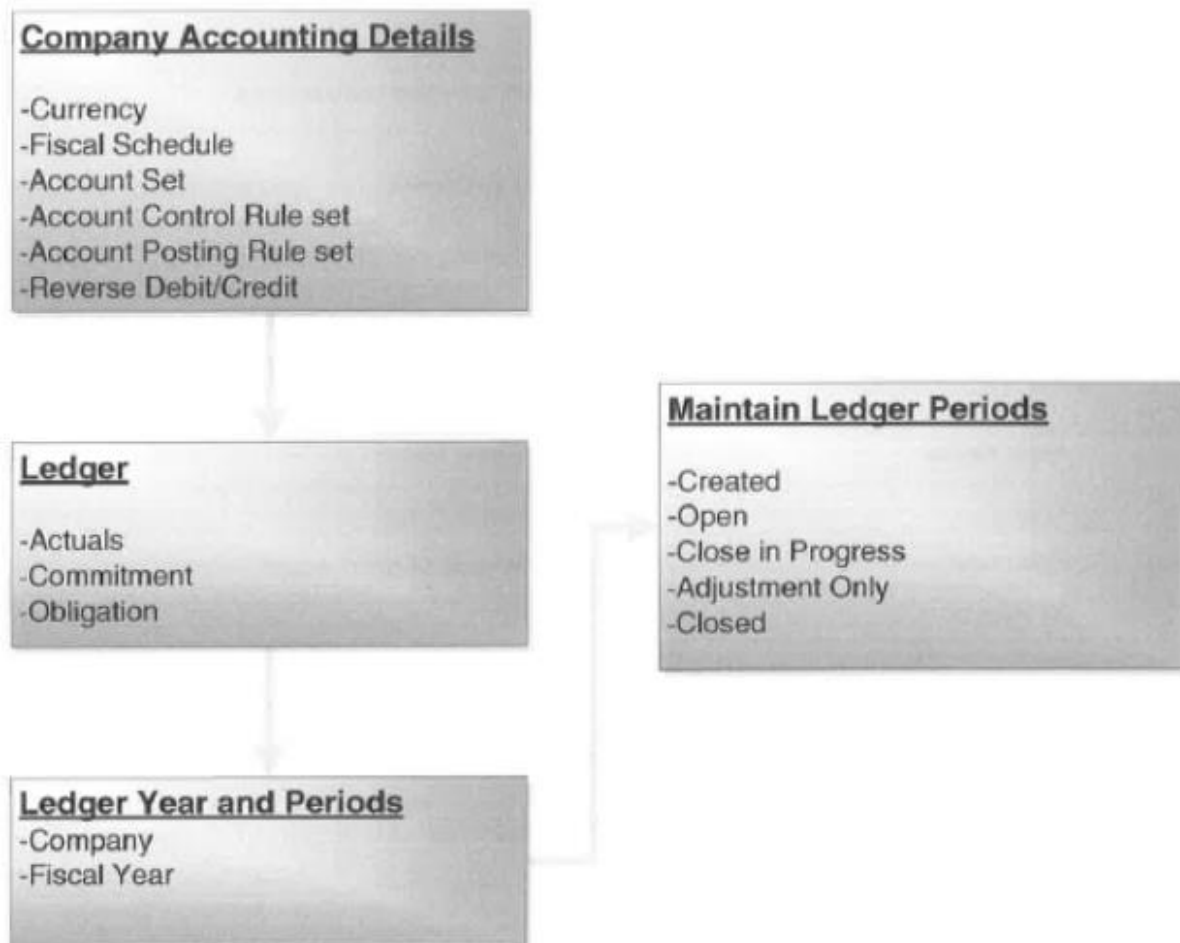 Company Accounting Details
-Currency
-Fiscal Schedule
-Account Set
-Account Control Rule set
-Account Posting Rule set
-Reverse Debit/Credit
Ledger
-Actuals
-Commitment
-Obligation
Ledger Year and Periods
-Company
-Fiscal Year
Maintain Ledger Periods
-Created
-Open
-Close in Progress
-Adjustment Only
-Closed